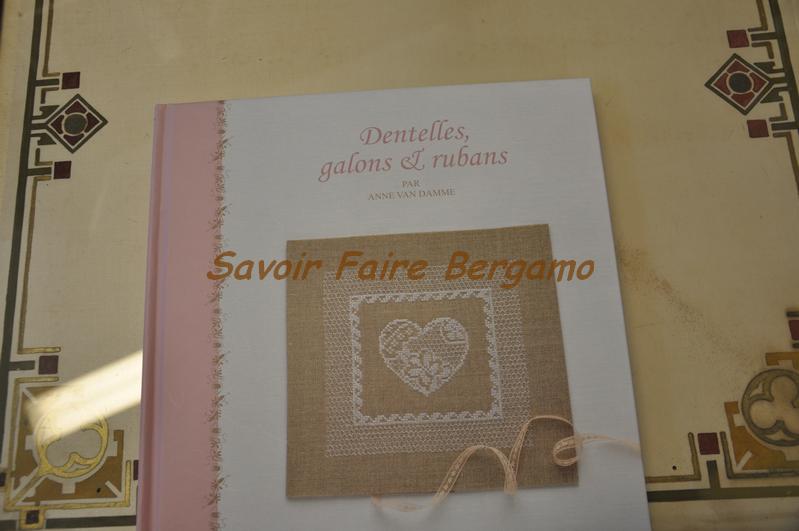 Dentelles,
galons & rubans
PAR
ANNE VAN DAMME
Savoir Faire Bergamo